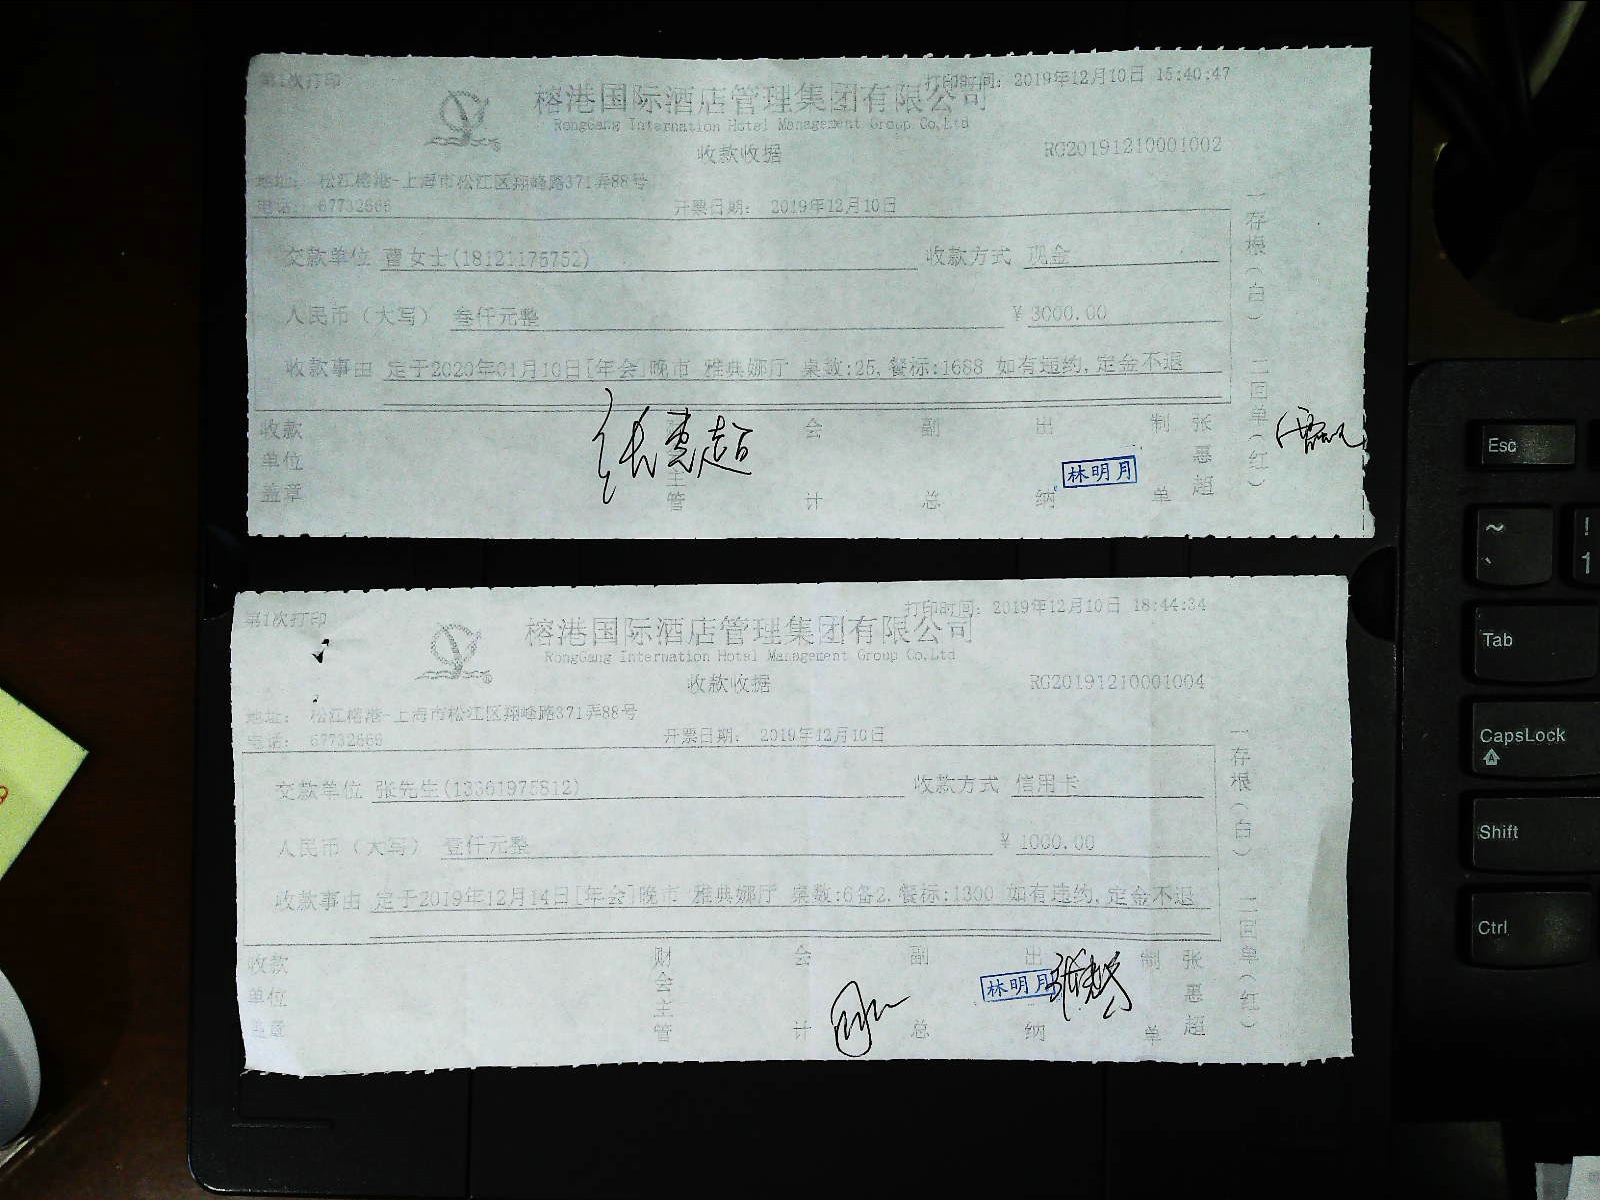 第1次打印
打印时间：2019年12月10日 15:40:47
榕港国际酒店管理集团有限公司
RongGang Internation Hotel Management Group Co,Ltd
收款收据
RG20191210001002
地址： 松江榕港-上海市松江区翔峰路371弄88号
电话： 67732666
开票日期： 2019年12月10日
交款单位 曹女士(18121175752) 收款方式 现金
人民币（大写） 叁仟元整 ¥ 3000.00
收款事由 定于2020年01月10日[年会]晚市 雅典娜厅 桌数:25,餐标:1688 如有违约,定金不退
一存根(白) 二回单(红)
收款单位盖章 主管 会计 副总 出纳 制单 张惠超
林明月
张惠超
第1次打印
打印时间：2019年12月10日 18:44:34
榕港国际酒店管理集团有限公司
RongGang Internation Hotel Management Group Co,Ltd
收款收据
RG20191210001004
地址： 松江榕港-上海市松江区翔峰路371弄88号
电话： 67732666
开票日期： 2019年12月10日
交款单位 张先生(13361975812) 收款方式 信用卡
人民币（大写） 壹仟元整 ¥ 1000.00
收款事由 定于2019年12月14日[年会]晚市 雅典娜厅 桌数:6备2,餐标:1300 如有违约,定金不退
一存根(白) 二回单(红)
收款单位盖章 财会主管 会计 副总 出纳 制单 张惠超
林明月
Esc
~
`
!
1
Tab
CapsLock
Shift
Ctrl